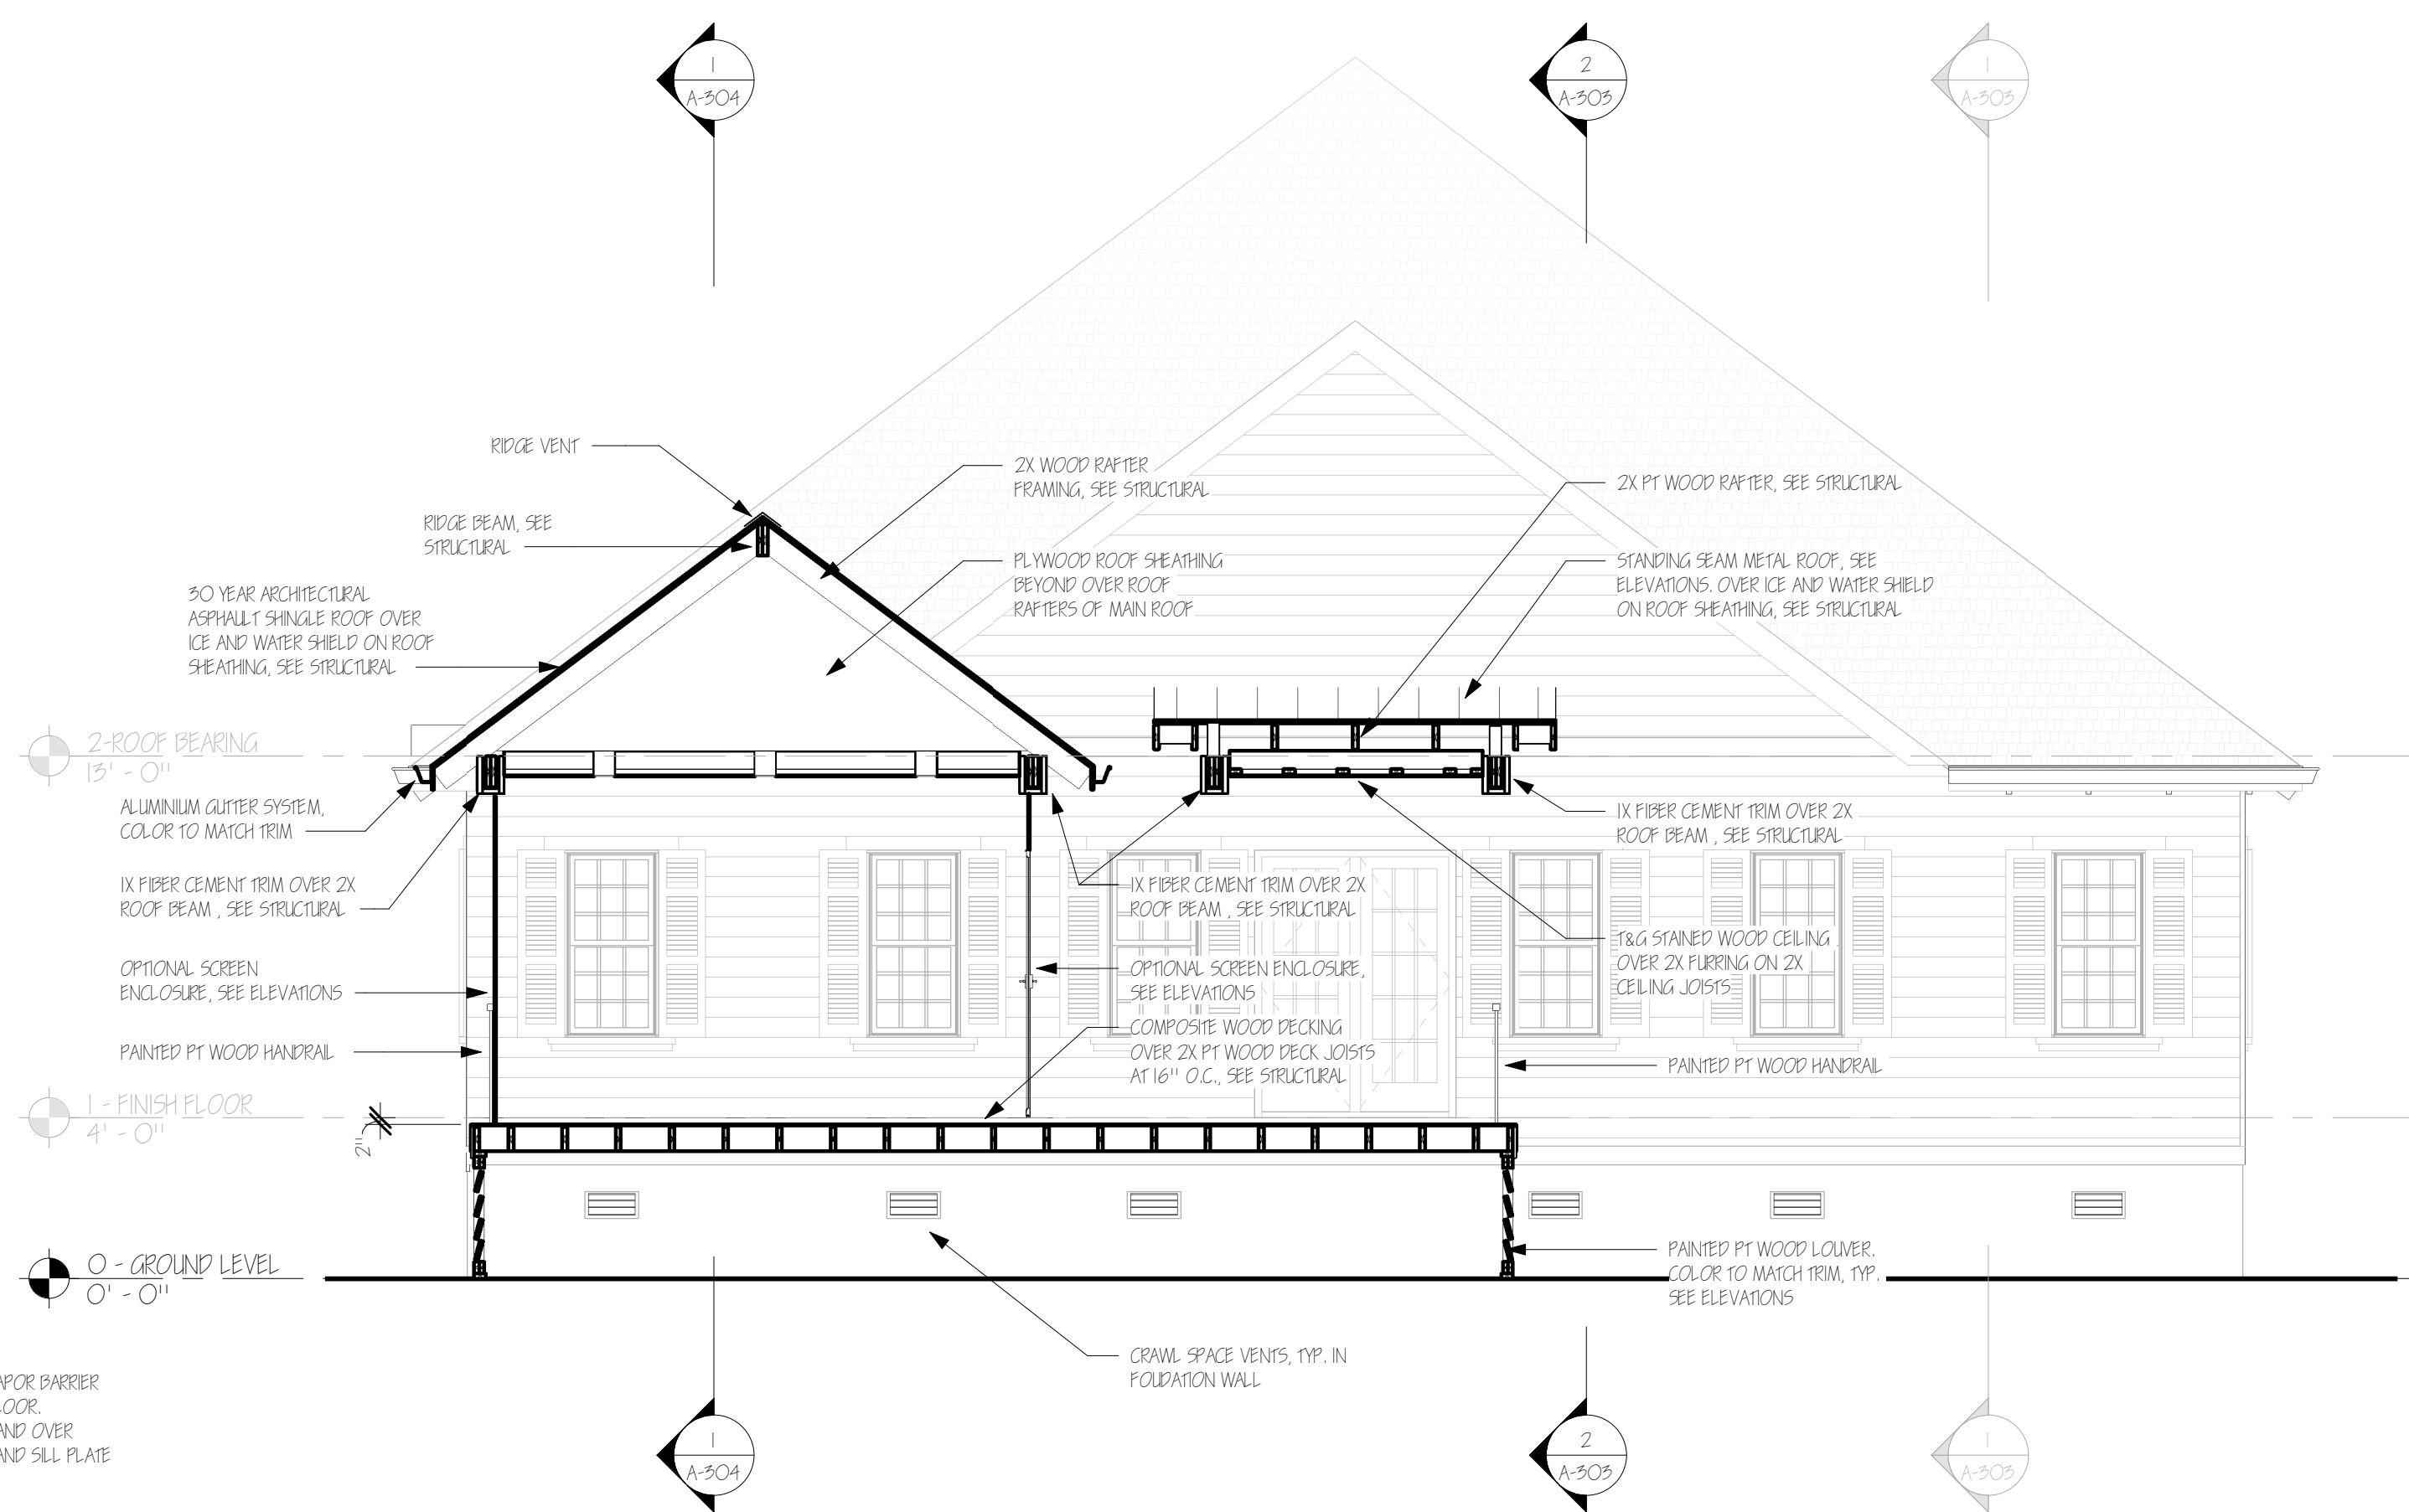 1
A-304
2
A-303
1
A-303
RIDGE VENT
2X WOOD RAFTER
FRAMING, SEE STRUCTURAL
2X PT WOOD RAFTER, SEE STRUCTURAL
RIDGE BEAM, SEE
STRUCTURAL
PLYWOOD ROOF SHEATHING
BEYOND OVER ROOF
RAFTERS OF MAIN ROOF
STANDING SEAM METAL ROOF, SEE
ELEVATIONS. OVER ICE AND WATER SHIELD
ON ROOF SHEATHING, SEE STRUCTURAL
30 YEAR ARCHITECTURAL
ASPHALT SHINGLE ROOF OVER
ICE AND WATER SHIELD ON ROOF
SHEATHING, SEE STRUCTURAL
2-ROOF BEARING
13' - 0"
ALUMINIUM GUTTER SYSTEM,
COLOR TO MATCH TRIM
1X FIBER CEMENT TRIM OVER 2X
ROOF BEAM , SEE STRUCTURAL
1X FIBER CEMENT TRIM OVER 2X
ROOF BEAM , SEE STRUCTURAL
1X FIBER CEMENT TRIM OVER 2X
ROOF BEAM , SEE STRUCTURAL
T&G STAINED WOOD CEILING
OVER 2X FURRING ON 2X
CEILING JOISTS
OPTIONAL SCREEN
ENCLOSURE, SEE ELEVATIONS
OPTIONAL SCREEN ENCLOSURE,
SEE ELEVATIONS
COMPOSITE WOOD DECKING
OVER 2X PT WOOD DECK JOISTS
AT 16" O.C., SEE STRUCTURAL
PAINTED PT WOOD HANDRAIL
PAINTED PT WOOD HANDRAIL
1 - FINISH FLOOR
4' - 0"
2"
0 - GROUND LEVEL
0' - 0"
PAINTED PT WOOD LOUVER.
COLOR TO MATCH TRIM, TYP.
SEE ELEVATIONS
CRAWL SPACE VENTS, TYP. IN
FOUDATION WALL
APOR BARRIER
LOOR.
AND OVER
AND SILL PLATE
1
A-304
2
A-303
1
A-303